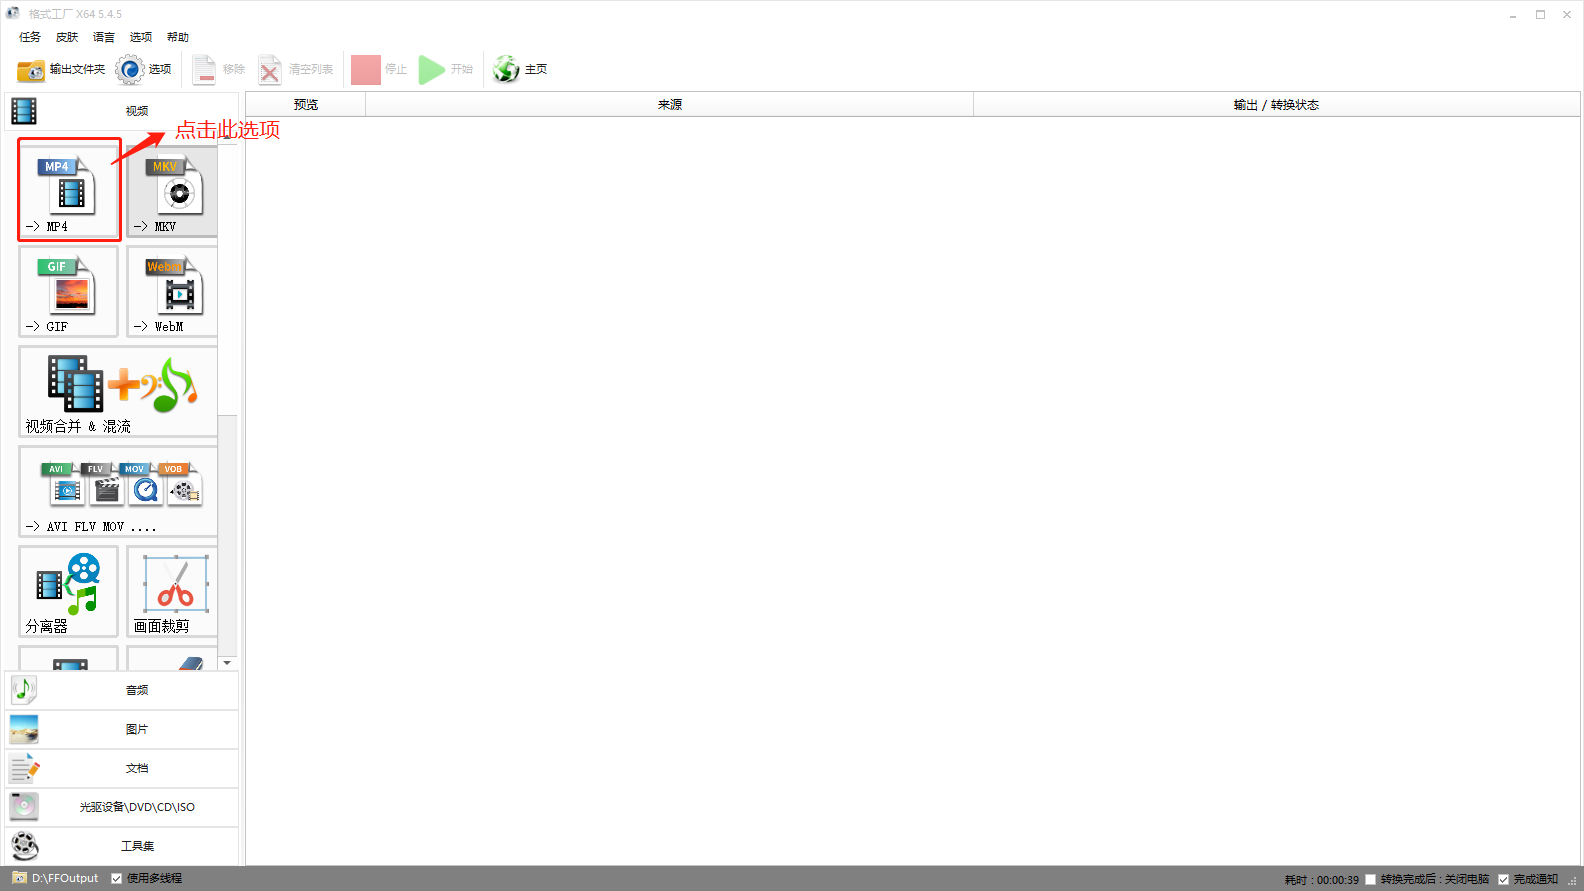 格式工厂 X64 5.4.5
任务 皮肤 语言 选项 帮助
输出文件夹 选项 移除 清空列表 停止 开始 主页
视频
预览 来源 输出 / 转换状态
点击此选项
MP4 MKV
-> MP4 -> MKV
GIF Webm
-> GIF -> WebM
视频合并 & 混流
AVI FLV MOV VOB
-> AVI FLV MOV ....
分离器 画面裁剪
音频
图片
文档
光驱设备\DVD\CD\ISO
工具集
D:\FFOutput 使用多线程 耗时 : 00:00:39 转换完成后 : 关闭电脑 完成通知